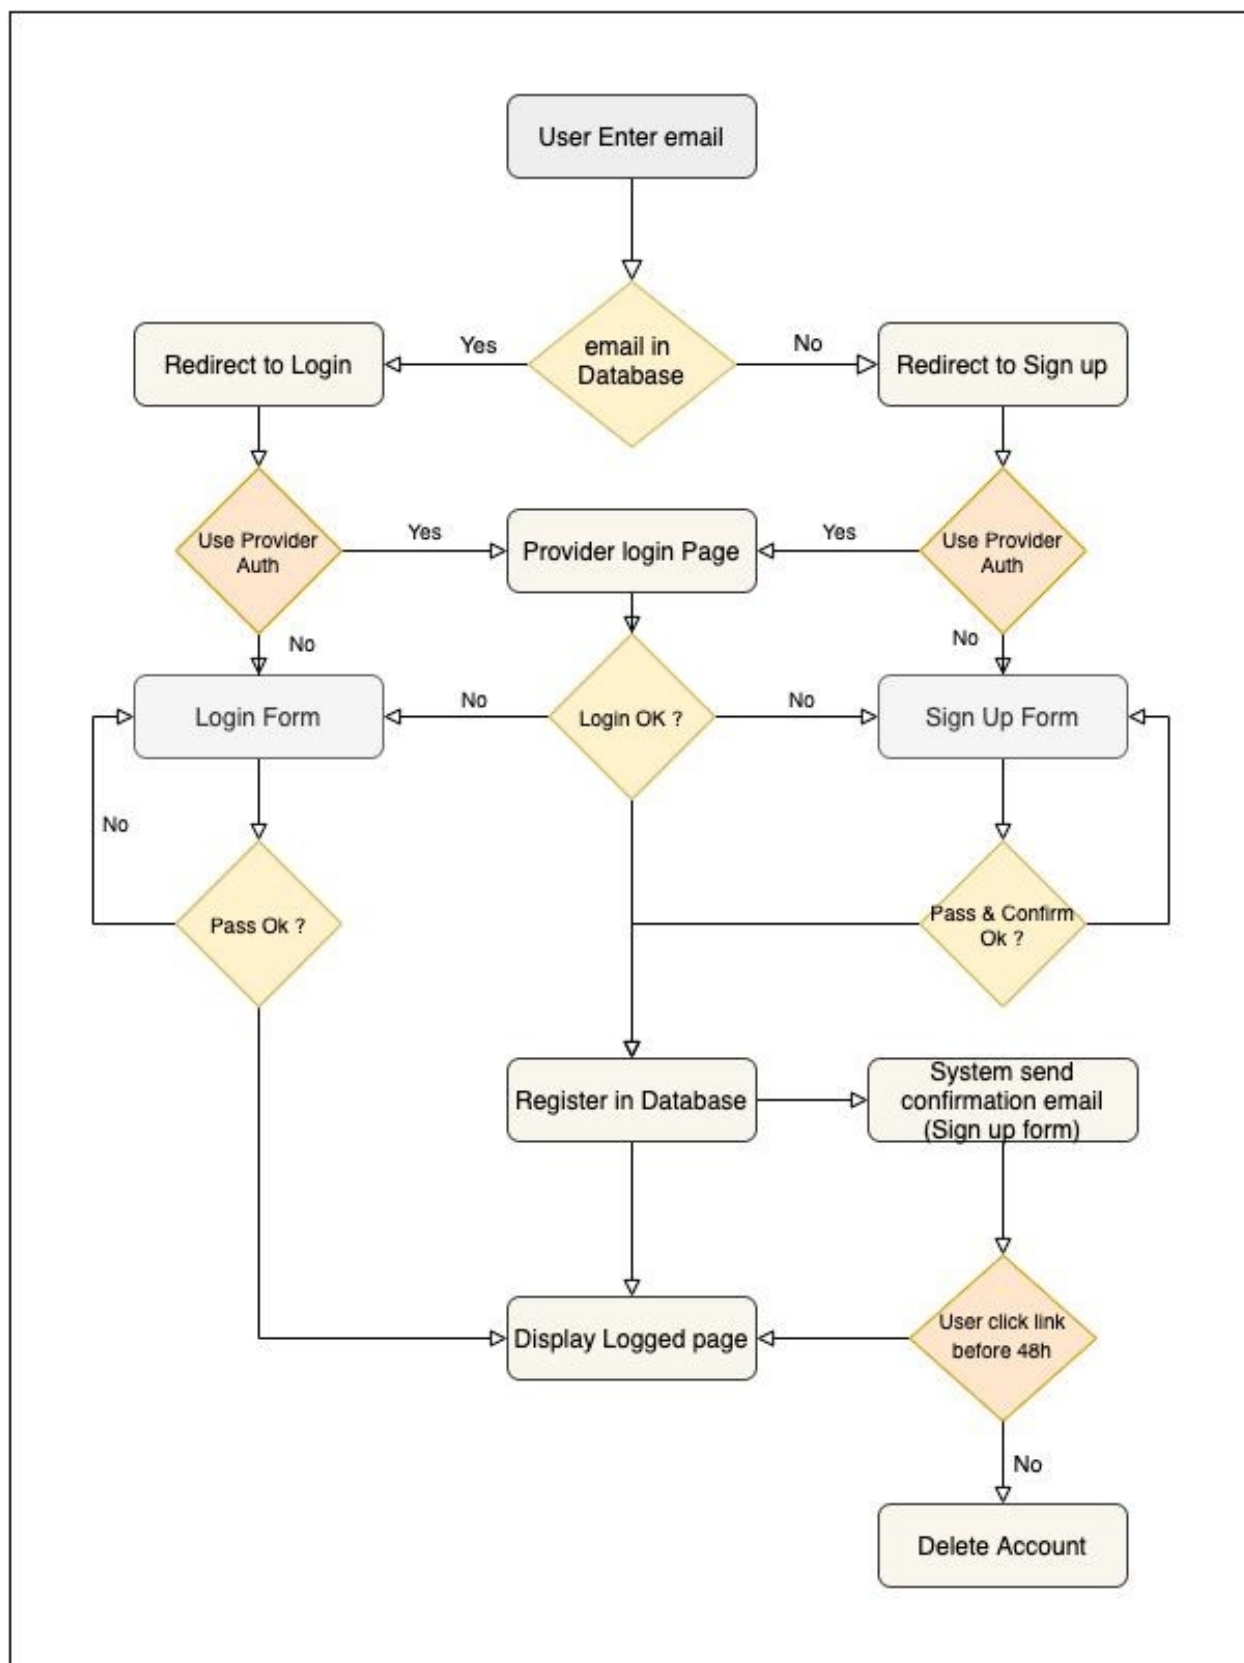 User Enter email
Yes
email in
Database
No
Redirect to Login
Redirect to Sign up
Use Provider
Auth
Yes
Provider login Page
Yes
Use Provider
Auth
No
No
Login Form
No
Login OK ?
No
Sign Up Form
No
Pass Ok ?
Pass & Confirm
Ok ?
Register in Database
System send
confirmation email
(Sign up form)
Display Logged page
User click link
before 48h
No
Delete Account